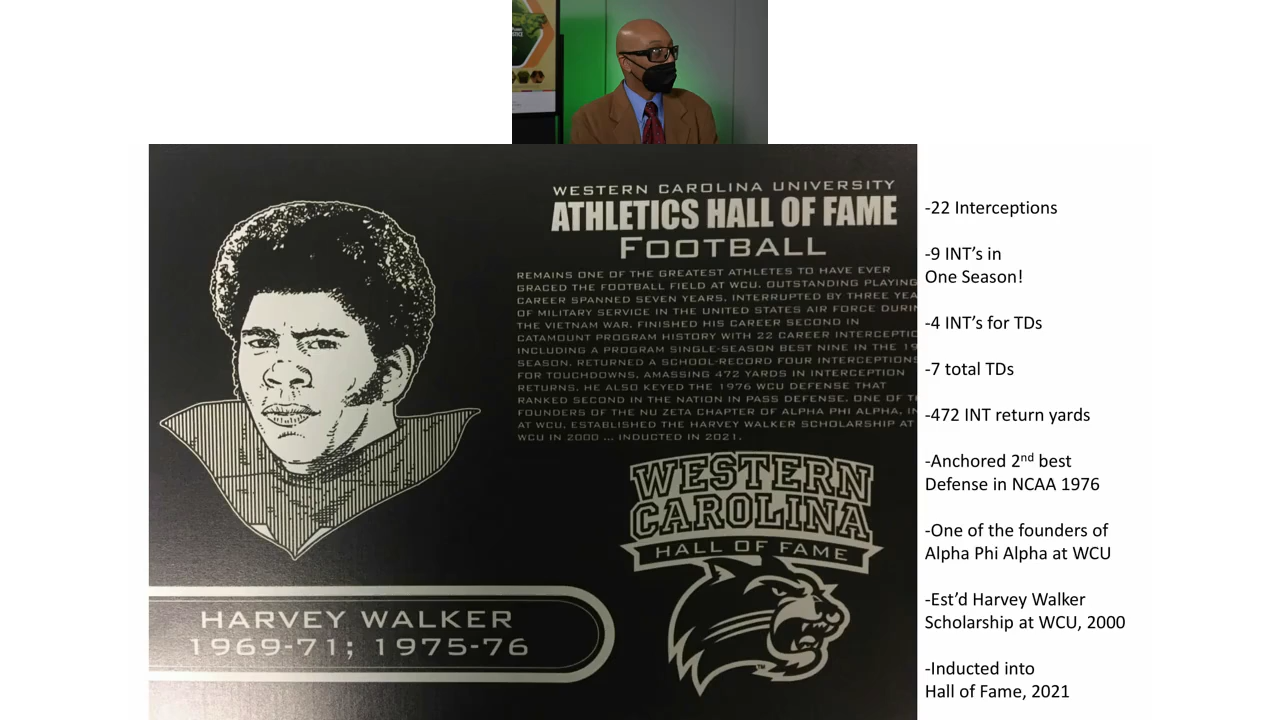 WESTERN CAROLINA UNIVERSITY
ATHLETICS HALL OF FAME
FOOTBALL
REMAINS ONE OF THE GREATEST ATHLETES TO HAVE EVER
GRACED THE FOOTBALL FIELD AT WCU. OUTSTANDING PLAYING
CAREER SPANNED SEVEN YEARS, INTERRUPTED BY THREE
OF MILITARY SERVICE IN THE UNITED STATES AIR FORCE
THE VIETNAM WAR. FINISHED HIS CAREER SECOND IN
CATAMOUNT PROGRAM HISTORY WITH 22 CAREER
INCLUDING A PROGRAM SINGLE-SEASON BEST NINE IN THE
SEASON. RETURNED A SCHOOL-RECORD FOUR INTERCEPTIONS
FOR TOUCHDOWNS, AMASSING 472 YARDS IN INTERCEPTION
RETURNS. HE ALSO KEYED THE 1976 WCU DEFENSE THAT
RANKED SECOND IN THE NATION IN PASS DEFENSE. ONE OF
FOUNDERS OF THE NU ZETA CHAPTER OF ALPHA PHI ALPHA,
AT WCU. ESTABLISHED THE HARVEY WALKER SCHOLARSHIP AT
WCU IN 2000 ... INDUCTED IN 2021.
WESTERN
CAROLINA
HALL OF FAME
TM
HARVEY WALKER
1969-71; 1975-76
-22 Interceptions
-9 INT’s in
One Season!
-4 INT’s for TDs
-7 total TDs
-472 INT return yards
-Anchored 2nd best
Defense in NCAA 1976
-One of the founders of
Alpha Phi Alpha at WCU
-Est’d Harvey Walker
Scholarship at WCU, 2000
-Inducted into
Hall of Fame, 2021